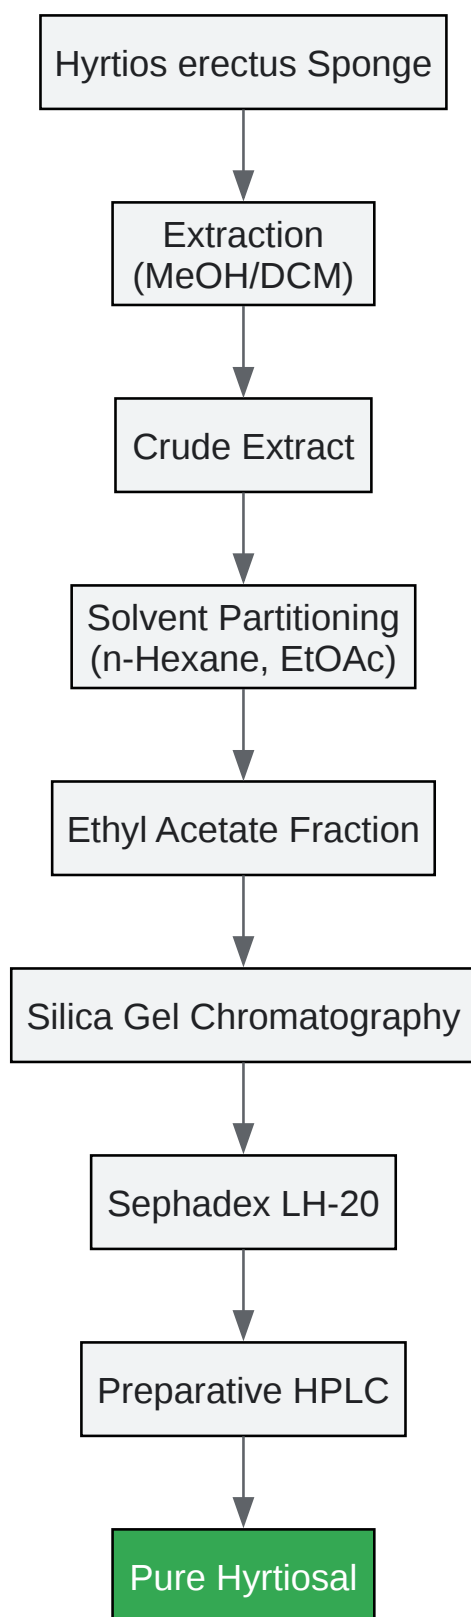 Hyrtios erectus Sponge
Extraction
(MeOH/DCM)
Crude Extract
Solvent Partitioning
(n-Hexane, EtOAc)
Ethyl Acetate Fraction
Silica Gel Chromatography
Sephadex LH-20
Preparative HPLC
Pure Hyrtiosal